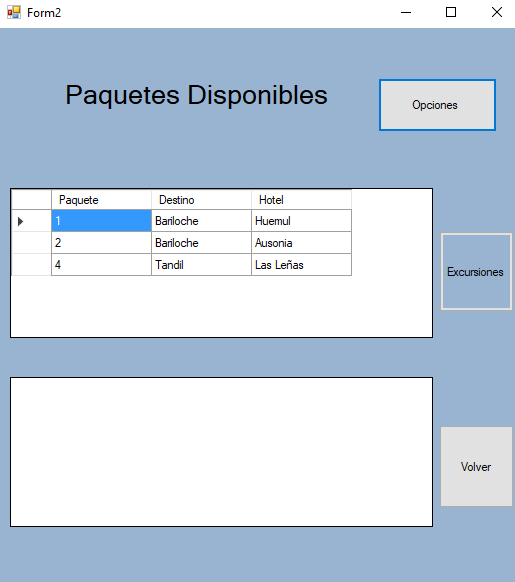 Form2
Paquetes Disponibles
Opciones
Paquete Destino Hotel
1 Bariloche Huemul
2 Bariloche Ausonia
4 Tandil Las Leñas
Excursiones
Volver